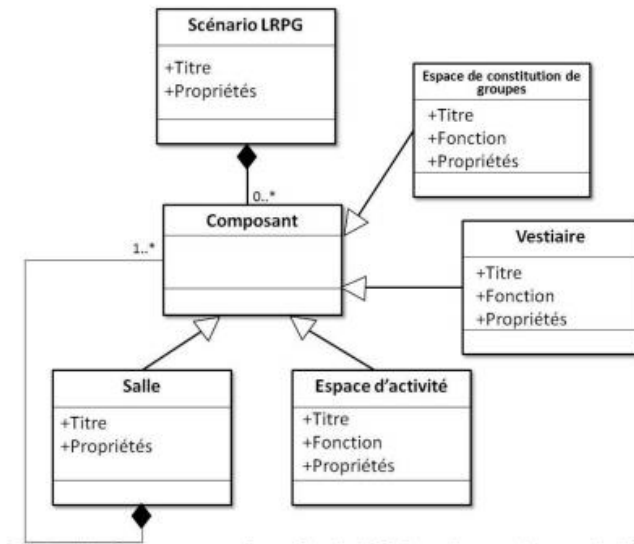 Scénario LRPG
+Titre
+Propriétés
Espace de constitution de
groupes
+Titre
+Fonction
+Propriétés
0..*
Composant
1..*
Vestiaire
+Titre
+Fonction
+Propriétés
Salle
+Titre
+Propriétés
Espace d'activité
+Titre
+Fonction
+Propriétés